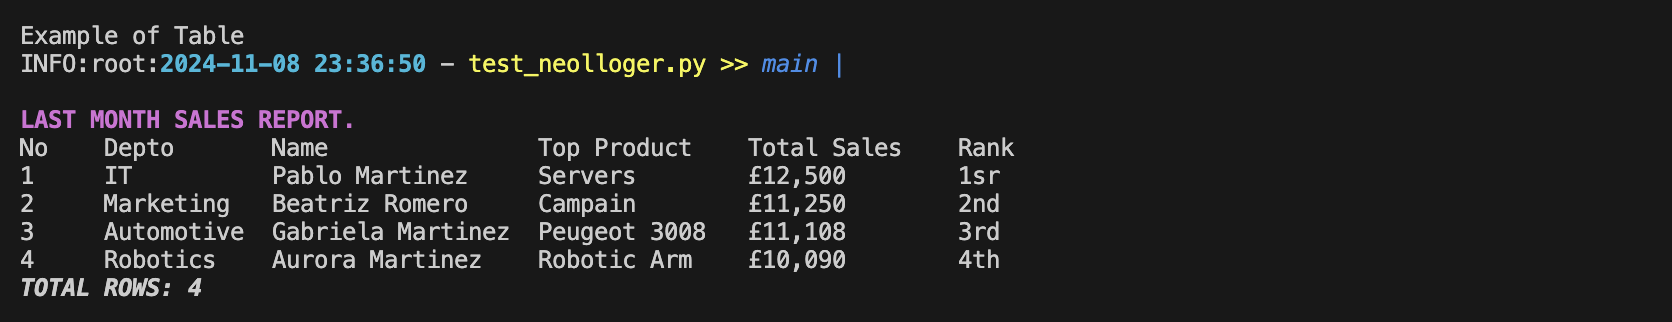 Example of Table
INFO:root:2024-11-08 23:36:50 - test_neolloger.py >> main |
LAST MONTH SALES REPORT.
No Depto Name Top Product Total Sales Rank
1 IT Pablo Martinez Servers £12,500 1sr
2 Marketing Beatriz Romero Campain £11,250 2nd
3 Automotive Gabriela Martinez Peugeot 3008 £11,108 3rd
4 Robotics Aurora Martinez Robotic Arm £10,090 4th
TOTAL ROWS: 4